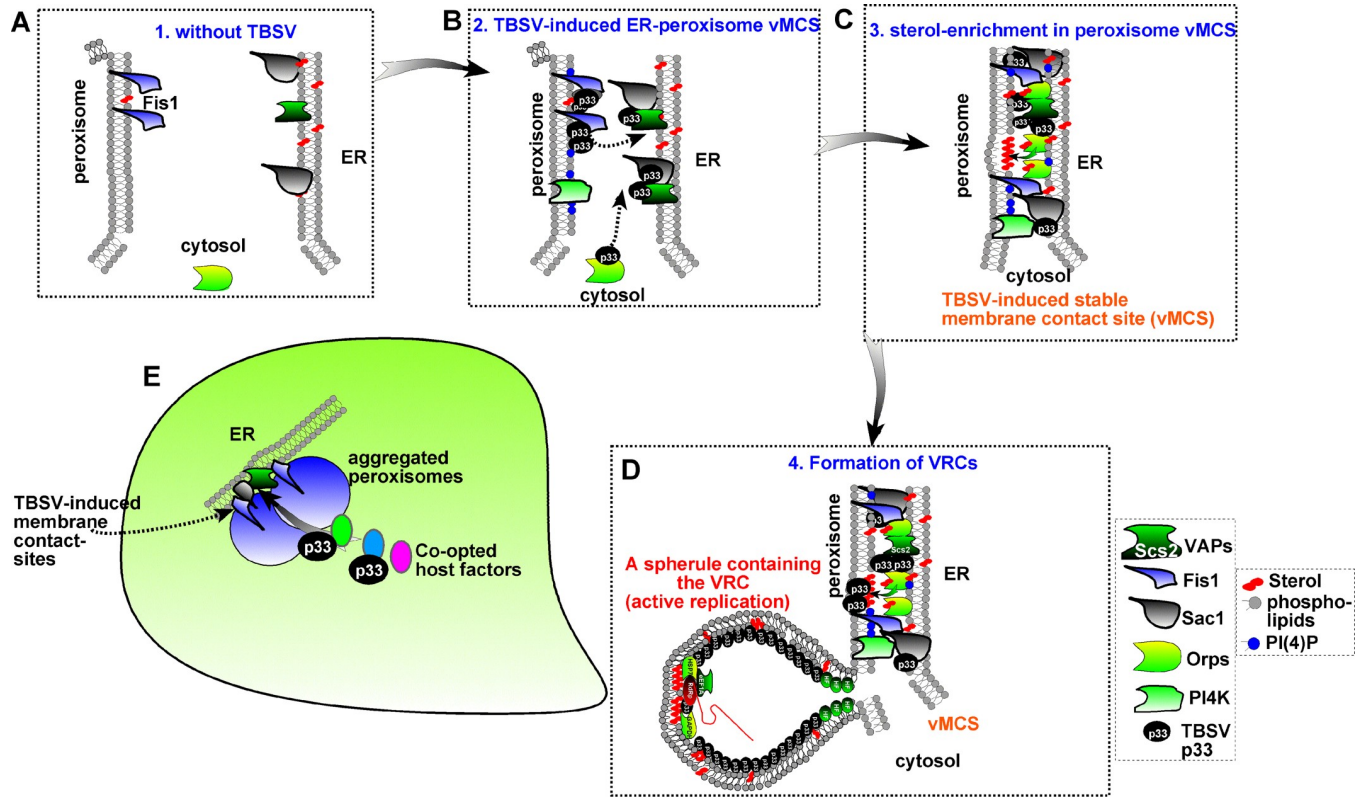 A
1. without TBSV
peroxisome
Fis1
ER
cytosol
B
2. TBSV-induced ER-peroxisome vMCS
peroxisome
p33
p33
p33
p33
p33
p33
p33
p33
ER
cytosol
C
3. sterol-enrichment in peroxisome vMCS
peroxisome
p33
p33
p33
p33
p33
ER
cytosol
TBSV-induced stable
membrane contact site (vMCS)
E
ER
aggregated
peroxisomes
TBSV-induced
membrane
contact-
sites
p33
p33
Co-opted
host factors
D
4. Formation of VRCs
peroxisome
Scs2
p33 p33
p33
p33
p33
ER
A spherule containing
the VRC
(active replication)
RdRp
vMCS
cytosol
Scs2 VAPs
Fis1
Sac1
Orps
PI4K
p33 TBSV
p33
Sterol
phospho-
lipids
PI(4)P